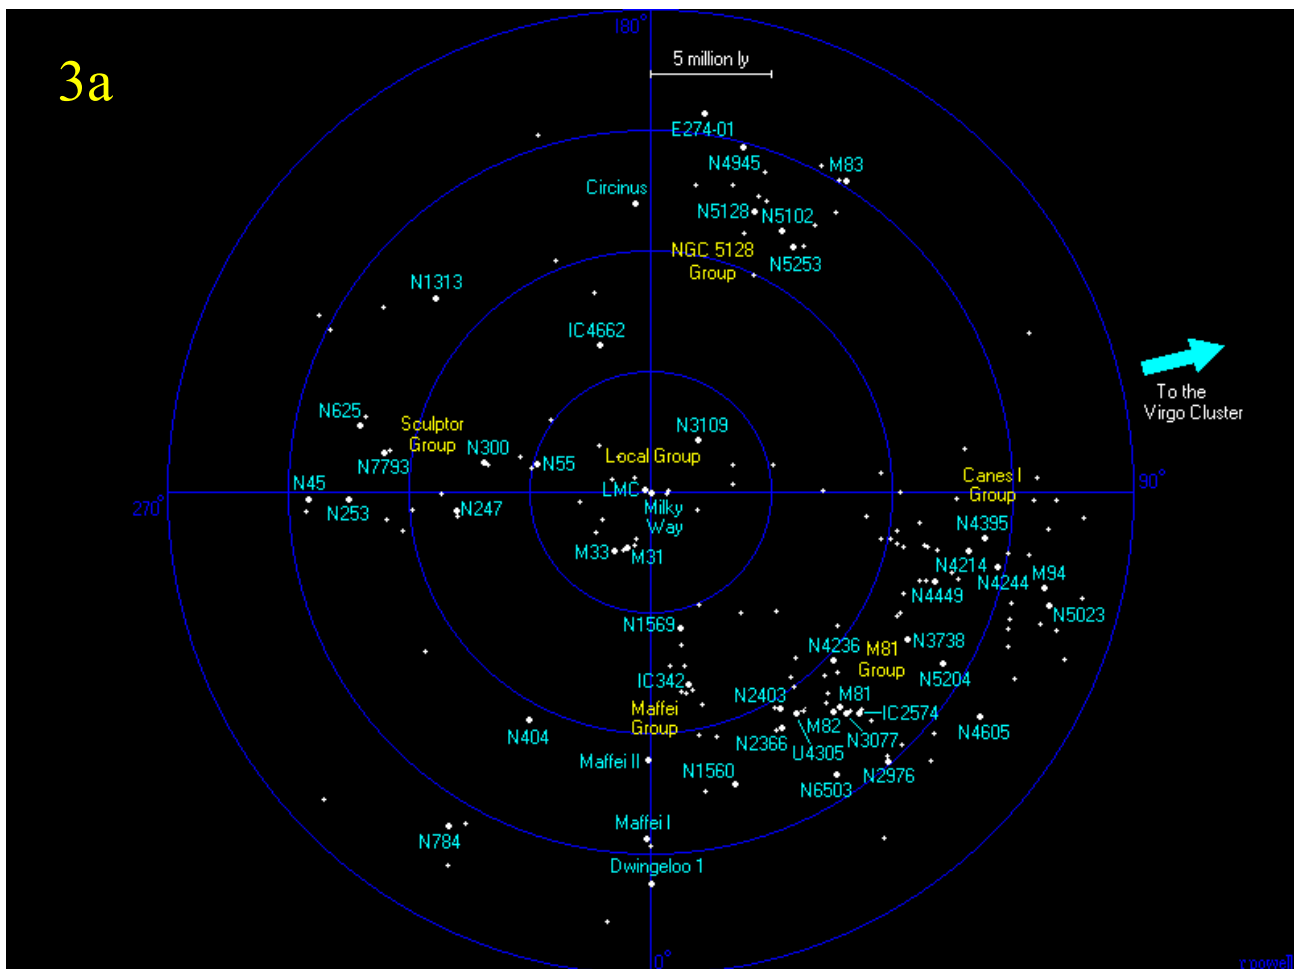 180°
3a
5 million ly
E274-01
N4945
M83
Circinus
N5128
N5102
NGC 5128
Group
N5253
N1313
IC4662
To the
Virgo Cluster
N625
Sculptor
Group
N300
N7793
N55
N3109
Local Group
Canes I
Group
90°
N45
N253
270°
N247
LMC
Milky
Way
M33
M31
N4395
N4214
N4244
M94
N4449
N5023
N1569
N4236
N3738
M81
Group
N5204
IC342
N2403
M81
IC2574
Maffei
Group
N404
N2366
M82
N3077
U4305
N4605
Maffei II
N1560
N6503
N2976
N784
Maffei I
Dwingeloo 1
0°
r powell